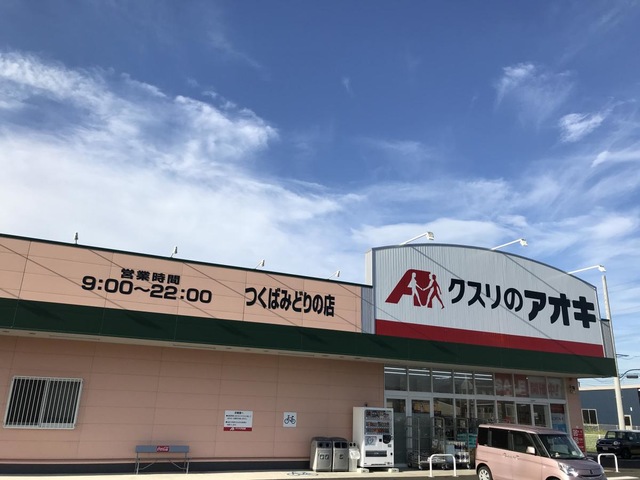 営業時間
9:00〜22:00
つくばみどりの店
クスリのアオキ